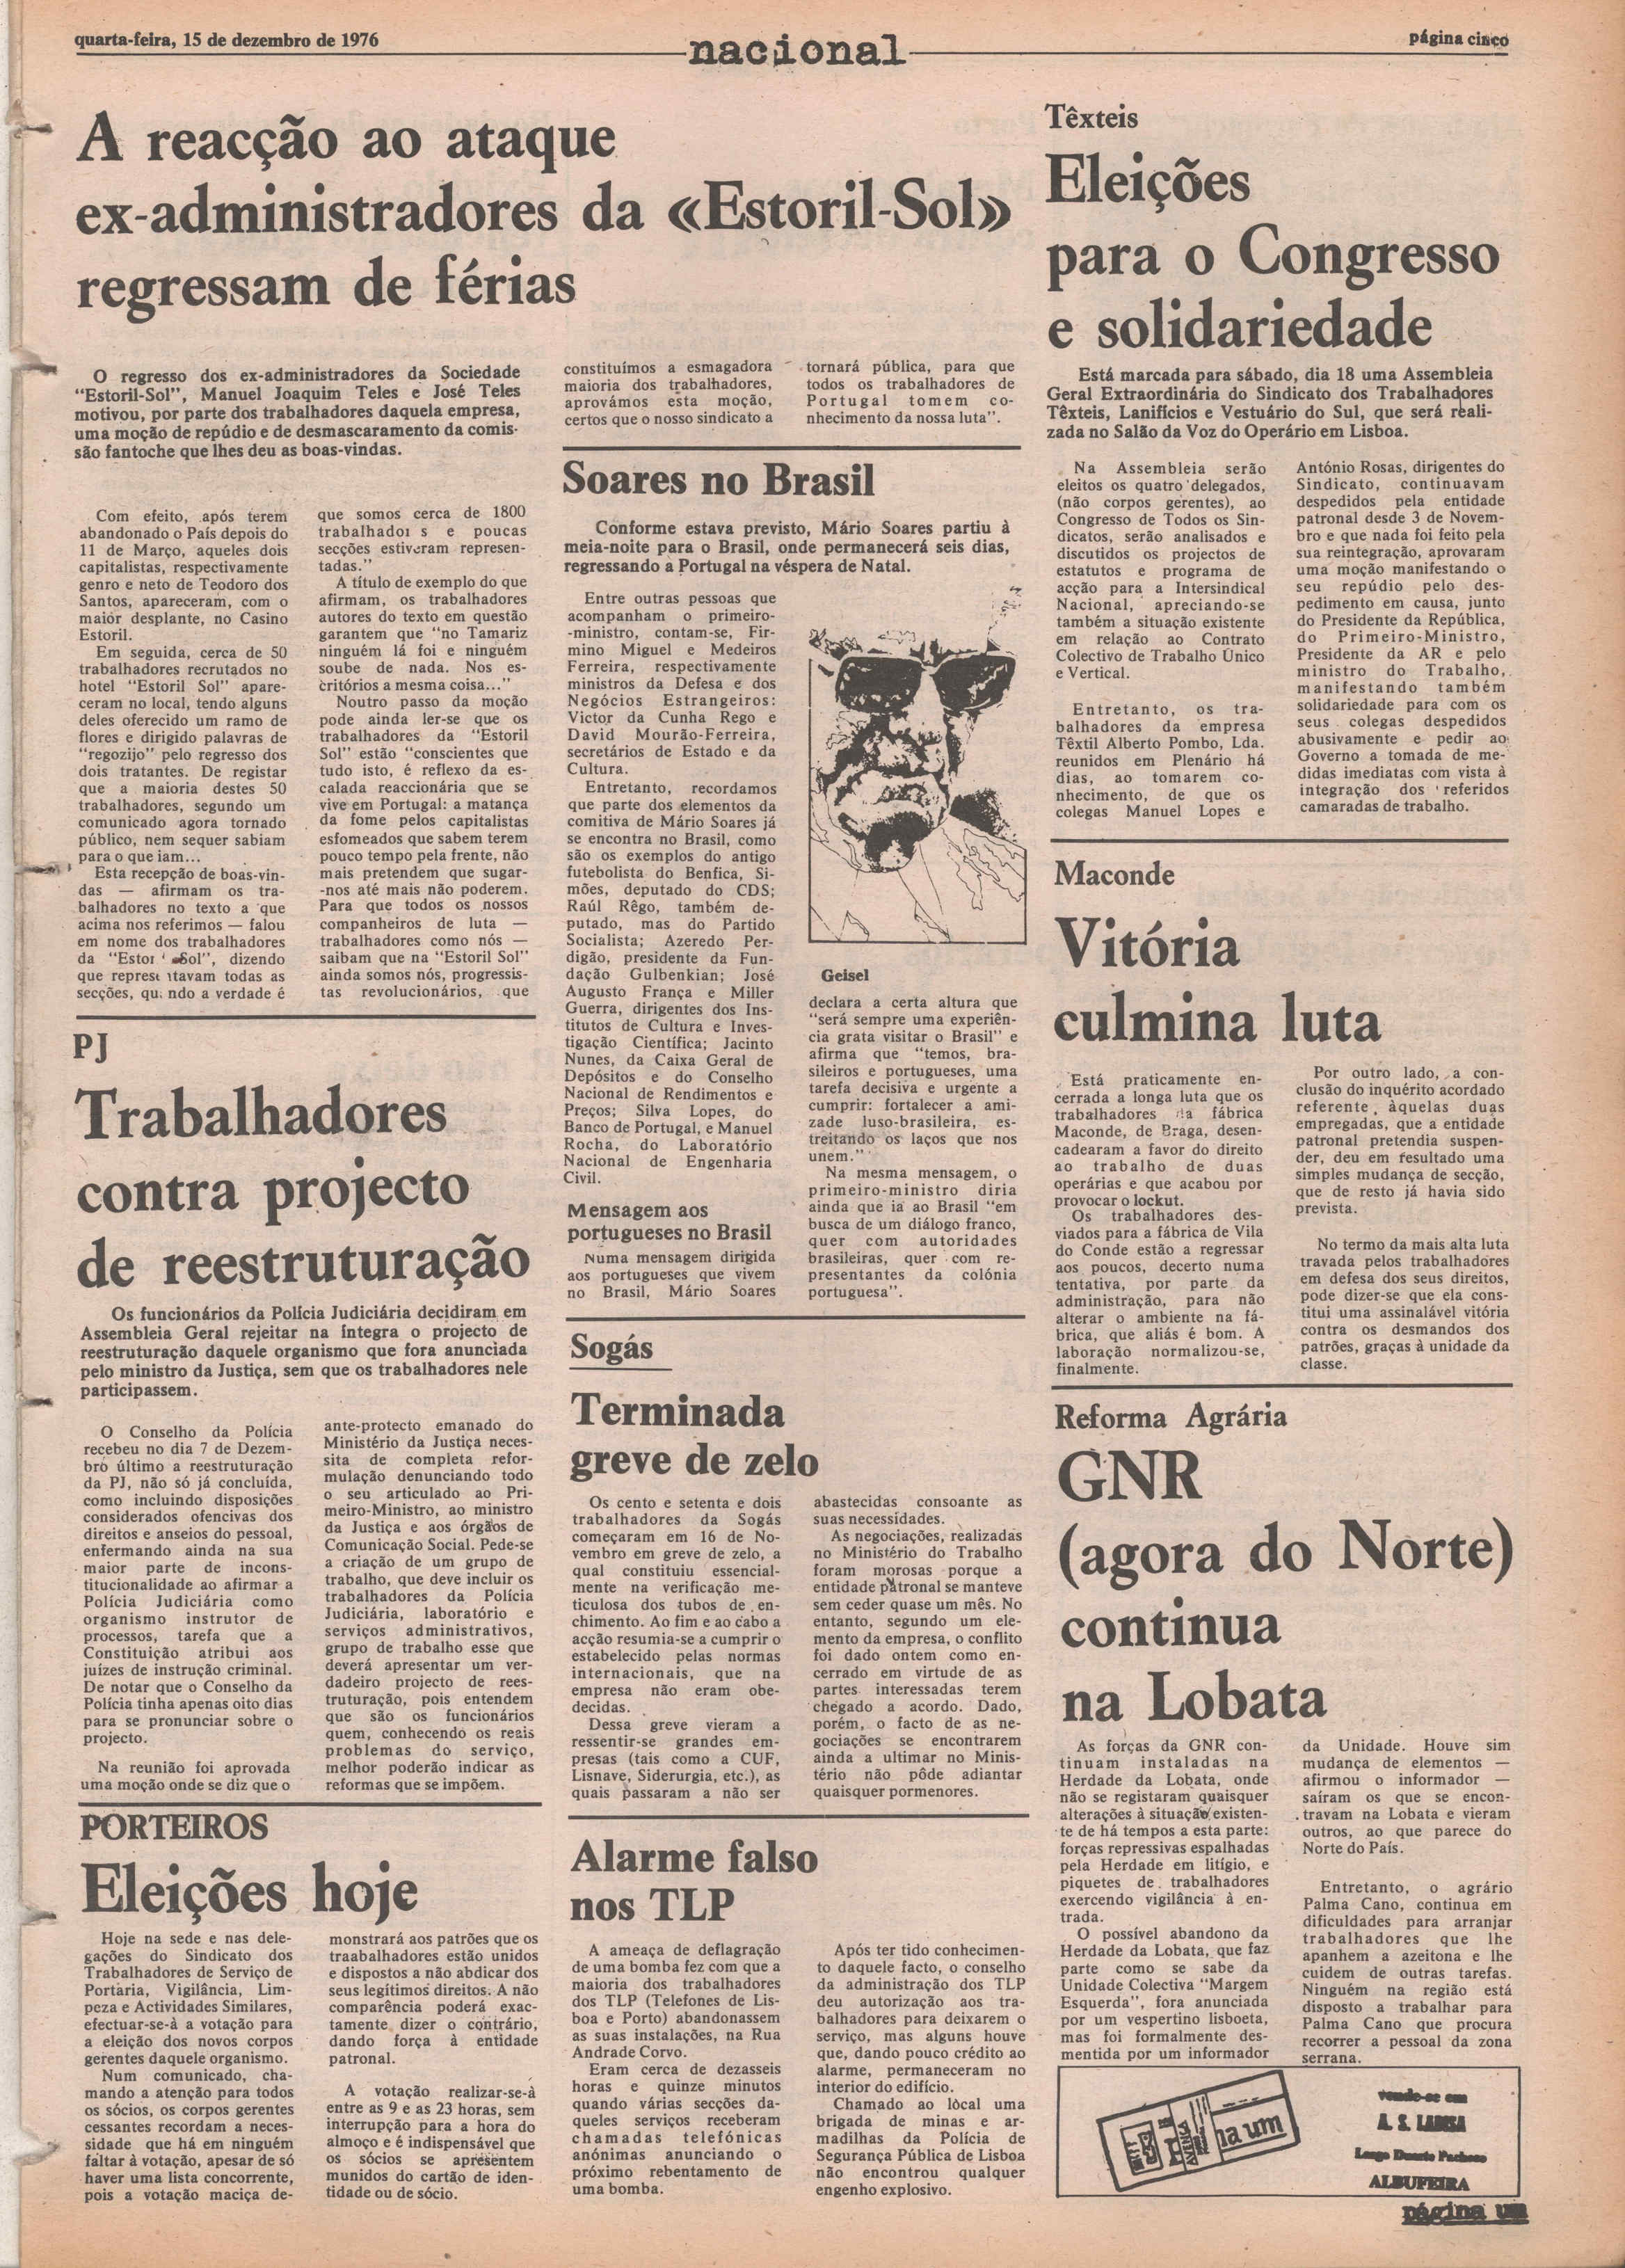 quarta-feira, 15 de dezembro de 1976
nacional
página cinco
A reacção ao ataque
ex-administradores da «Estoril-Sol»
regressam de férias
O regresso dos ex-administradores da Sociedade
"Estoril-Sol", Manuel Joaquim Teles e José Teles
motivou, por parte dos trabalhadores daquela empresa,
uma moção de repúdio e de desmascaramento da comis-
são fantoche que lhes deu as boas-vindas.
Com efeito, após terem
abandonado o País depois do
11 de Março, aqueles dois
capitalistas, respectivamente
genro e neto de Teodoro dos
Santos, apareceram, com o
maior desplante, no Casino
Estoril.
Em seguida, cerca de 50
trabalhadores recrutados no
hotel "Estoril Sol" apare-
ceram no local, tendo alguns
deles oferecido um ramo de
flores e dirigido palavras de
"regozijo" pelo regresso dos
dois tratantes. De registar
que a maioria destes 50
trabalhadores, segundo um
comunicado agora tornado
público, nem sequer sabiam
para o que iam...
Esta recepção de boas-vin-
das — afirmam os tra-
balhadores no texto a que
acima nos referimos — falou
em nome dos trabalhadores
da "Estor Sol", dizendo
que represe itavam todas as
secções, qu ndo a verdade é
que somos cerca de 1800
trabalhador s e poucas
secções estiveram represen-
tadas."
A título de exemplo do que
afirmam, os trabalhadores
autores do texto em questão
garantem que "no Tamariz
ninguém lá foi e ninguém
soube de nada. Nos es-
critórios a mesma coisa..."
Noutro passo da moção
pode ainda ler-se que os
trabalhadores da "Estoril
Sol" estão "conscientes que
tudo isto, é reflexo da es-
calada reaccionária que se
vive em Portugal: a matança
da fome pelos capitalistas
esfomeados que sabem terem
pouco tempo pela frente, não
mais pretendem que sugar-
-nos até mais não poderem.
Para que todos os nossos
companheiros de luta —
trabalhadores como nós —
saibam que na "Estoril Sol"
ainda somos nós, progressis-
tas revolucionários, que
constituímos a esmagadora
maioria dos trabalhadores,
aprovámos esta moção,
certos que o nosso sindicato a
tornará pública, para que
todos os trabalhadores de
Portugal tomem co-
nhecimento da nossa luta".
PJ
Trabalhadores
contra projecto
de reestruturação
Os funcionários da Polícia Judiciária decidiram em
Assembleia Geral rejeitar na íntegra o projecto de
reestruturação daquele organismo que fora anunciada
pelo ministro da Justiça, sem que os trabalhadores nele
participassem.
O Conselho da Polícia
recebeu no dia 7 de Dezem-
bro último a reestruturação
da PJ, não só já concluída,
como incluindo disposições
considerados ofencivas dos
direitos e anseios do pessoal,
enfermando ainda na sua
maior parte de incons-
titucionalidade ao afirmar a
Polícia Judiciária como
organismo instrutor de
processos, tarefa que a
Constituição atribui aos
juízes de instrução criminal.
De notar que o Conselho da
Polícia tinha apenas oito dias
para se pronunciar sobre o
projecto.
Na reunião foi aprovada
uma moção onde se diz que o
ante-protecto emanado do
Ministério da Justiça neces-
sita de completa refor-
mulação denunciando todo
o seu articulado ao Pri-
meiro-Ministro, ao ministro
da Justiça e aos órgãos de
Comunicação Social. Pede-se
a criação de um grupo de
trabalho, que deve incluir os
trabalhadores da Polícia
Judiciária, laboratório e
serviços administrativos,
grupo de trabalho esse que
deverá apresentar um ver-
dadeiro projecto de rees-
truturação, pois entendem
que são os funcionários
quem, conhecendo os reais
problemas do serviço,
melhor poderão indicar as
reformas que se impõem.
PORTEIROS
Eleições hoje
Hoje na sede e nas dele-
gações do Sindicato dos
Trabalhadores de Serviço de
Portaria, Vigilância, Lim-
peza e Actividades Similares,
efectuar-se-à a votação para
a eleição dos novos corpos
gerentes daquele organismo.
Num comunicado, cha-
mando a atenção para todos
os sócios, os corpos gerentes
cessantes recordam a neces-
sidade que há em ninguém
faltar à votação, apesar de só
haver uma lista concorrente,
pois a votação maciça de-
monstrará aos patrões que os
traabalhadores estão unidos
e dispostos a não abdicar dos
seus legítimos direitos. A não
comparência poderá exac-
tamente dizer o contrário,
dando força à entidade
patronal.
A votação realizar-se-à
entre as 9 e as 23 horas, sem
interrupção para a hora do
almoço e é indispensável que
os sócios se apresentem
munidos do cartão de iden-
tidade ou de sócio.
Soares no Brasil
Conforme estava previsto, Mário Soares partiu à
meia-noite para o Brasil, onde permanecerá seis dias,
regressando a Portugal na véspera de Natal.
Entre outras pessoas que
acompanham o primeiro-
-ministro, contam-se, Fir-
mino Miguel e Medeiros
Ferreira, respectivamente
ministros da Defesa e dos
Negócios Estrangeiros:
Victor da Cunha Rego e
David Mourão-Ferreira,
secretários de Estado e da
Cultura.
Entretanto, recordamos
que parte dos elementos da
comitiva de Mário Soares já
se encontra no Brasil, como
são os exemplos do antigo
futebolista do Benfica, Si-
mões, deputado do CDS;
Raúl Rêgo, também de-
putado, mas do Partido
Socialista; Azeredo Per-
digão, presidente da Fun-
dação Gulbenkian; José
Augusto França e Miller
Guerra, dirigentes dos Ins-
titutos de Cultura e Inves-
tigação Científica; Jacinto
Nunes, da Caixa Geral de
Depósitos e do Conselho
Nacional de Rendimentos e
Preços; Silva Lopes, do
Banco de Portugal, e Manuel
Rocha, do Laboratório
Nacional de Engenharia
Civil.
Mensagem aos
portugueses no Brasil
Numa mensagem dirigida
aos portugueses que vivem
no Brasil, Mário Soares
Geisel
declara a certa altura que
"será sempre uma experiên-
cia grata visitar o Brasil" e
afirma que "temos, bra-
sileiros e portugueses, uma
tarefa decisiva e urgente a
cumprir: fortalecer a ami-
zade luso-brasileira, es-
treitando os laços que nos
unem."
Na mesma mensagem, o
primeiro-ministro diria
ainda que ia ao Brasil "em
busca de um diálogo franco,
quer com autoridades
brasileiras, quer com re-
presentantes da colónia
portuguesa".
Sogás
Terminada
greve de zelo
Os cento e setenta e dois
trabalhadores da Sogás
começaram em 16 de No-
vembro em greve de zelo, a
qual constituiu essencial-
mente na verificação me-
ticulosa dos tubos de en-
chimento. Ao fim e ao cabo a
acção resumia-se a cumprir o
estabelecido pelas normas
internacionais, que na
empresa não eram obe-
decidas.
Dessa greve vieram a
ressentir-se grandes em-
presas (tais como a CUF,
Lisnave, Siderurgia, etc.), as
quais passaram a não ser
abastecidas consoante as
suas necessidades.
As negociações, realizadas
no Ministério do Trabalho
foram morosas porque a
entidade patronal se manteve
sem ceder quase um mês. No
entanto, segundo um ele-
mento da empresa, o conflito
foi dado ontem como en-
cerrado em virtude de as
partes interessadas terem
chegado a acordo. Dado,
porém, o facto de as ne-
gociações se encontrarem
ainda a ultimar no Minis-
tério não pôde adiantar
quaisquer pormenores.
Alarme falso
nos TLP
A ameaça de deflagração
de uma bomba fez com que a
maioria dos trabalhadores
dos TLP (Telefones de Lis-
boa e Porto) abandonassem
as suas instalações, na Rua
Andrade Corvo.
Eram cerca de dezasseis
horas e quinze minutos
quando várias secções da-
queles serviços receberam
chamadas telefónicas
anónimas anunciando o
próximo rebentamento de
uma bomba.
Após ter tido conhecimen-
to daquele facto, o conselho
da administração dos TLP
deu autorização aos tra-
balhadores para deixarem o
serviço, mas alguns houve
que, dando pouco crédito ao
alarme, permaneceram no
interior do edifício.
Chamado ao local uma
brigada de minas e ar-
madilhas da Polícia de
Segurança Pública de Lisboa
não encontrou qualquer
engenho explosivo.
Têxteis
Eleições
para o Congresso
e solidariedade
Está marcada para sábado, dia 18 uma Assembleia
Geral Extraordinária do Sindicato dos Trabalhadores
Têxteis, Lanifícios e Vestuário do Sul, que será reali-
zada no Salão da Voz do Operário em Lisboa.
Na Assembleia serão
eleitos os quatro delegados,
(não corpos gerentes), ao
Congresso de Todos os Sin-
dicatos, serão analisados e
discutidos os projectos de
estatutos e programa de
acção para a Intersindical
Nacional, apreciando-se
também a situação existente
em relação ao Contrato
Colectivo de Trabalho Único
e Vertical.
Entretanto, os tra-
balhadores da empresa
Têxtil Alberto Pombo, Lda.
reunidos em Plenário há
dias, ao tomarem co-
nhecimento, de que os
colegas Manuel Lopes e
António Rosas, dirigentes do
Sindicato, continuavam
despedidos pela entidade
patronal desde 3 de Novem-
bro e que nada foi feito pela
sua reintegração, aprovaram
uma moção manifestando o
seu repúdio pelo des-
pedimento em causa, junto
do Presidente da República,
do Primeiro-Ministro,
Presidente da AR e pelo
ministro do Trabalho,
manifestando também
solidariedade para com os
seus colegas despedidos
abusivamente e pedir ao
Governo a tomada de me-
didas imediatas com vista à
integração dos referidos
camaradas de trabalho.
Maconde
Vitória
culmina luta
Está praticamente en-
cerrada a longa luta que os
trabalhadores da fábrica
Maconde, de Braga, desen-
cadearam a favor do direito
ao trabalho de duas
operárias e que acabou por
provocar o lockut.
Os trabalhadores des-
viados para a fábrica de Vila
do Conde estão a regressar
aos poucos, decerto numa
tentativa, por parte da
administração, para não
alterar o ambiente na fá-
brica, que aliás é bom. A
laboração normalizou-se,
finalmente.
Por outro lado, a con-
clusão do inquérito acordado
referente àquelas duas
empregadas, que a entidade
patronal pretendia suspen-
der, deu em resultado uma
simples mudança de secção,
que de resto já havia sido
prevista.
No termo da mais alta luta
travada pelos trabalhadores
em defesa dos seus direitos,
pode dizer-se que ela cons-
titui uma assinalável vitória
contra os desmandos dos
patrões, graças à unidade da
classe.
Reforma Agrária
GNR
(agora do Norte)
continua
na Lobata
As forças da GNR con-
tinuam instaladas na
Herdade da Lobata, onde
não se registaram quaisquer
alterações à situação existen-
te de há tempos a esta parte:
forças repressivas espalhadas
pela Herdade em litígio, e
piquetes de trabalhadores
exercendo vigilância à en-
trada.
O possível abandono da
Herdade da Lobata, que faz
parte como se sabe da
Unidade Colectiva "Margem
Esquerda", fora anunciada
por um vespertino lisboeta,
mas foi formalmente des-
mentida por um informador
da Unidade. Houve sim
mudança de elementos —
afirmou o informador —
saíram os que se encon-
travam na Lobata e vieram
outros, ao que parece do
Norte do País.
Entretanto, o agrário
Palma Cano, continua em
dificuldades para arranjar
trabalhadores que lhe
apanhem a azeitona e lhe
cuidem de outras tarefas.
Ninguém na região está
disposto a trabalhar para
Palma Cano que procura
recorrer a pessoal da zona
serrana.
na um
vende-se em
A. S. LABISA
Largo Duarte Pacheco
ALBUFEIRA
página um